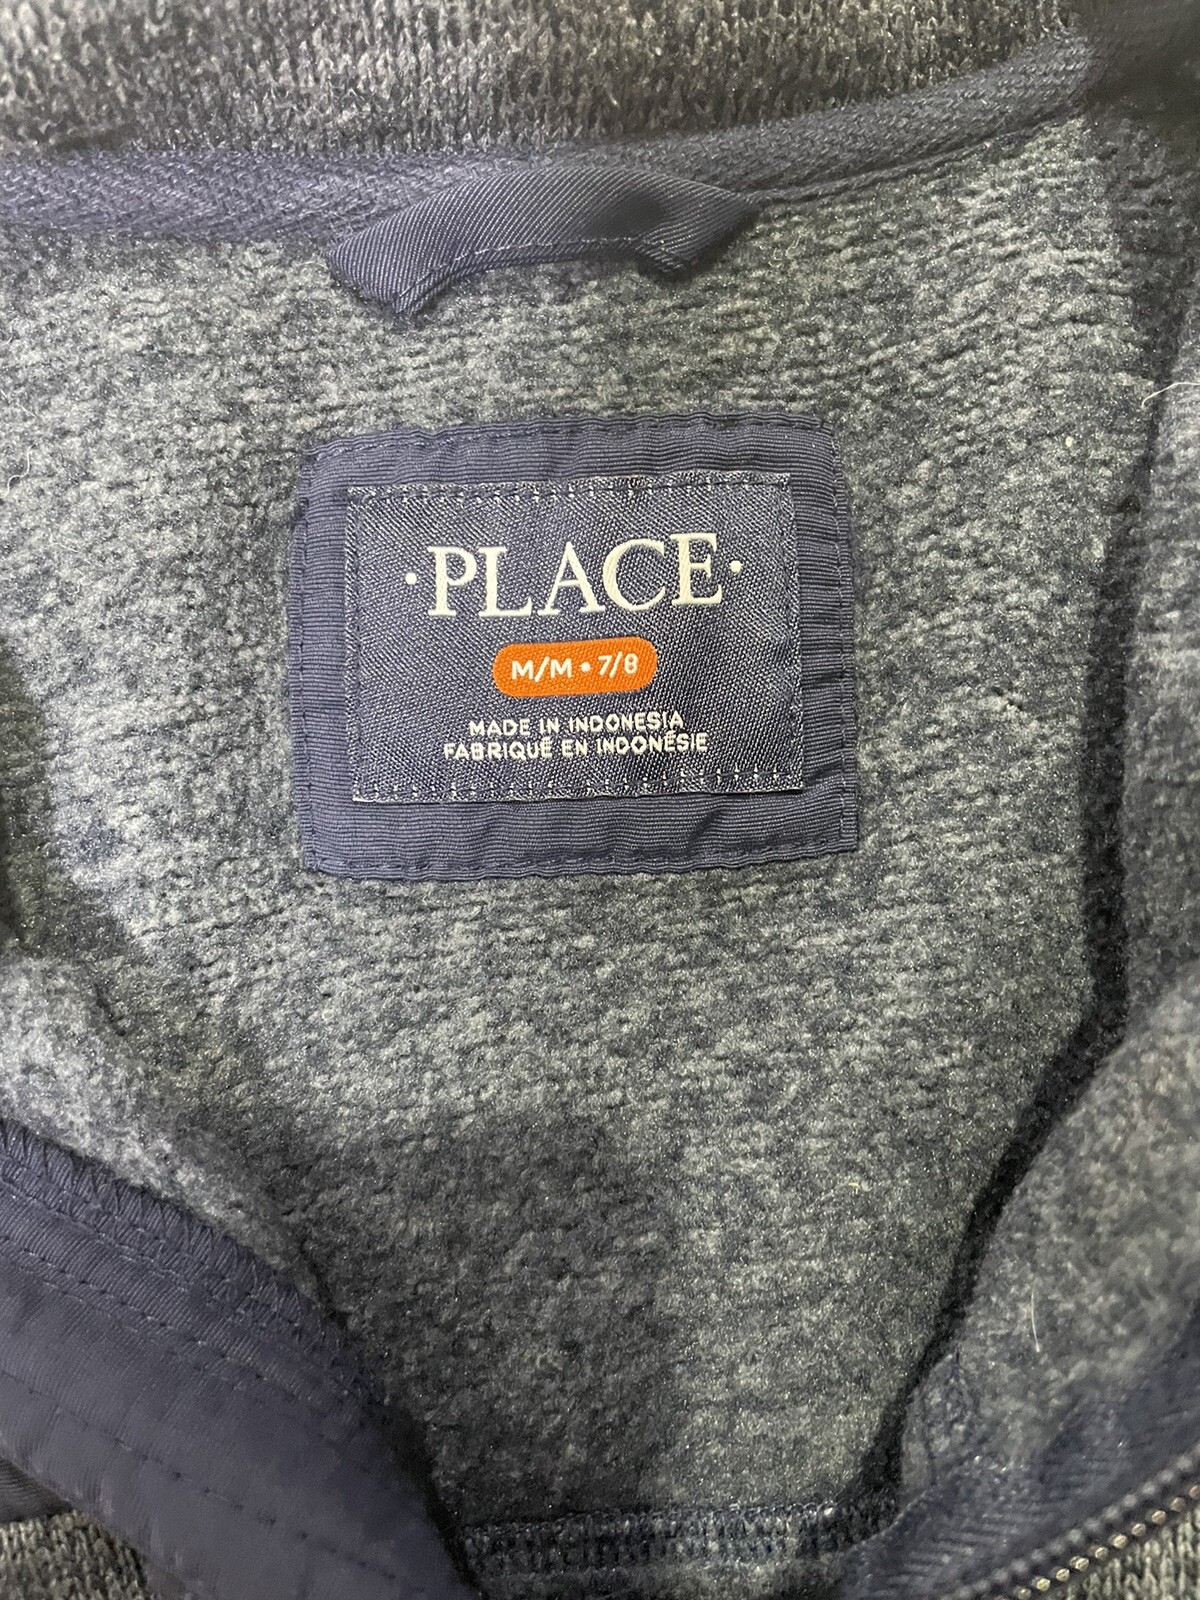 ·PLACE·
M/M • 7/8
MADE IN INDONESIA
FABRIQUÉ EN INDONÉSIE